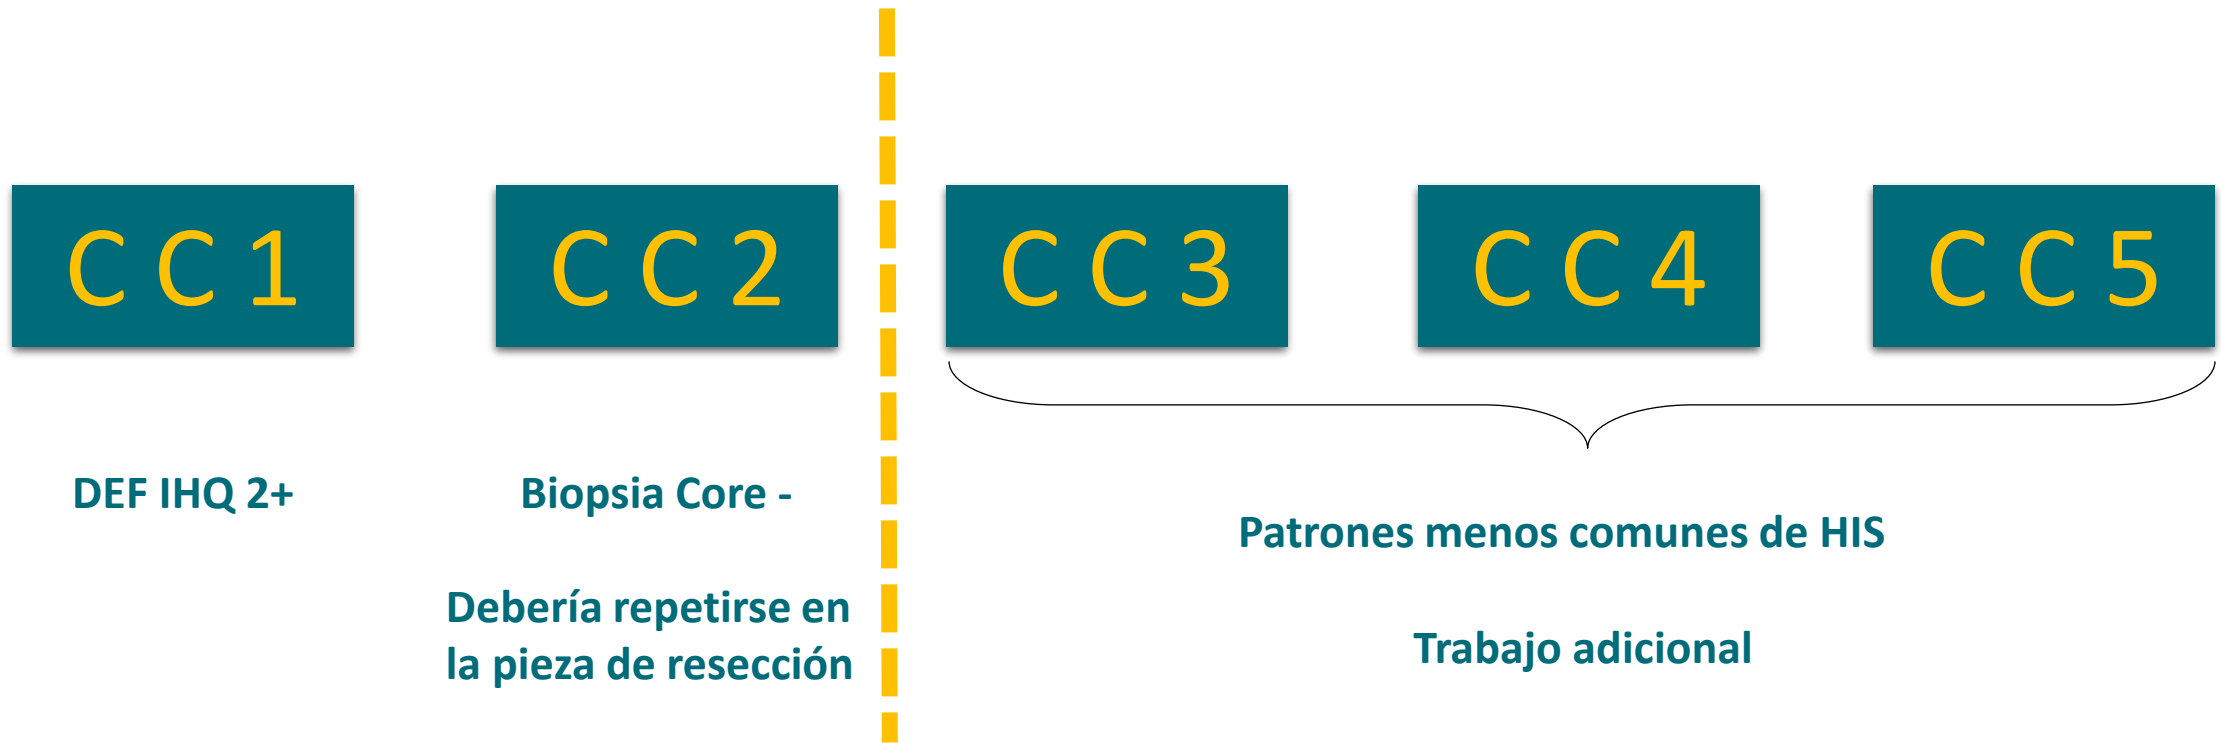 C C 1
C C 2
C C 3
C C 4
C C 5
DEF IHQ 2+
Biopsia Core -
Debería repetirse en
la pieza de resección
Patrones menos comunes de HIS
Trabajo adicional